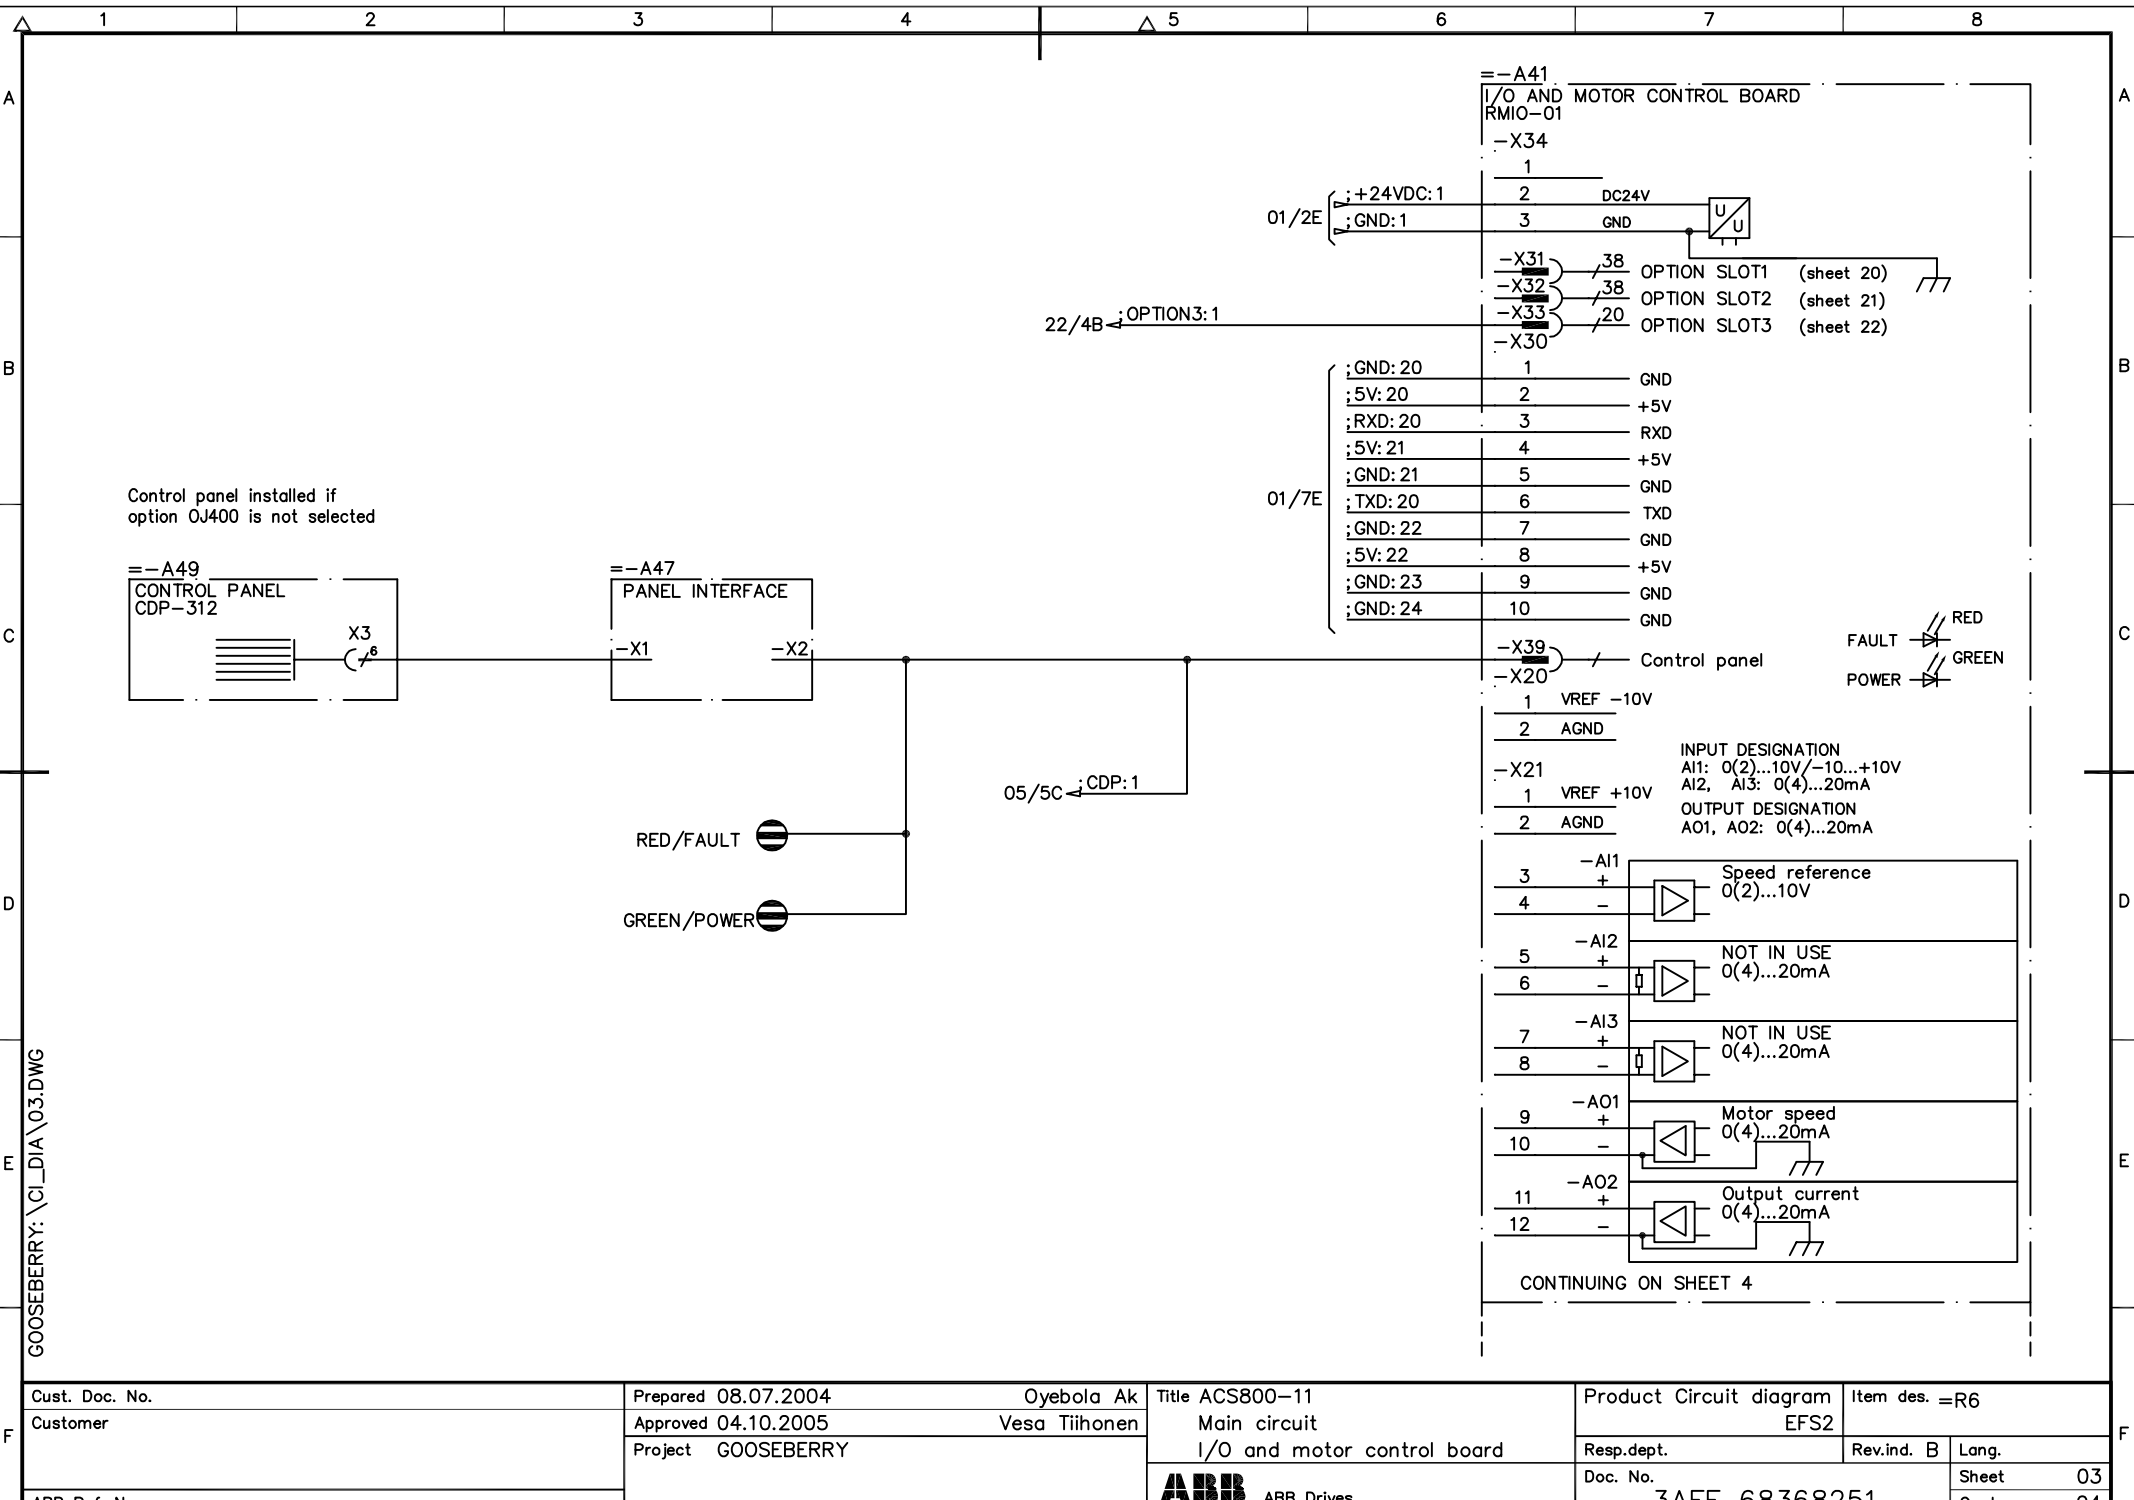 1 2 3 4 5 6 7 8
A
A
=-A41
I/O AND MOTOR CONTROL BOARD
RMIO-01
-X34
1
;+24VDC:1 2 DC24V
01/2E
;GND:1 3 GND
U
U
-X31 38 OPTION SLOT1 (sheet 20)
-X32 38 OPTION SLOT2 (sheet 21)
22/4B ;OPTION3:1 -X33 20 OPTION SLOT3 (sheet 22)
-X30
B
B
;GND:20 1 GND
;5V:20 2 +5V
;RXD:20 3 RXD
;5V:21 4 +5V
;GND:21 5 GND
01/7E
;TXD:20 6 TXD
;GND:22 7 GND
;5V:22 8 +5V
;GND:23 9 GND
;GND:24 10 GND
Control panel installed if
option OJ400 is not selected
=-A49
CONTROL PANEL
CDP-312
X3
6
=-A47
PANEL INTERFACE
-X1 -X2
C
C
FAULT RED
POWER GREEN
-X39 Control panel
-X20
1 VREF -10V
2 AGND
INPUT DESIGNATION
AI1: 0(2)...10V/-10...+10V
AI2, AI3: 0(4)...20mA
OUTPUT DESIGNATION
AO1, AO2: 0(4)...20mA
-X21
1 VREF +10V
2 AGND
05/5C ;CDP:1
RED/FAULT
GREEN/POWER
D
D
-AI1
3 + Speed reference
4 - 0(2)...10V
-AI2
5 + NOT IN USE
6 - 0(4)...20mA
-AI3
7 + NOT IN USE
8 - 0(4)...20mA
-AO1
9 + Motor speed
10 - 0(4)...20mA
-AO2
11 + Output current
12 - 0(4)...20mA
E
E
CONTINUING ON SHEET 4
GOOSEBERRY:\CI_DIA\03.DWG
F
F
Cust. Doc. No.
Customer
Prepared 08.07.2004 Oyebola Ak
Approved 04.10.2005 Vesa Tiihonen
Project GOOSEBERRY
Title ACS800-11
Main circuit
I/O and motor control board
ABB ABB Drives
Product Circuit diagram
EFS2
Item des. =R6
Resp.dept.
Rev.ind. B
Lang.
Doc. No.
3AFE 68368251
Sheet 03